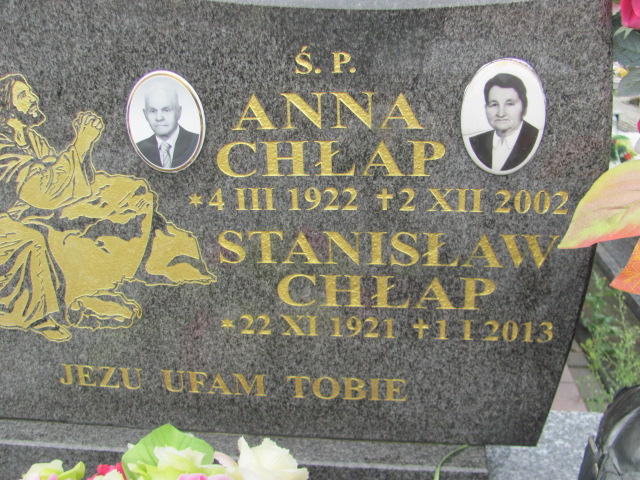 Ś. P.
ANNA
CHŁAP
*4 III 1922 †2 XII 2002
STANISŁAW
CHŁAP
*22 XI 1921 †1 I 2013
JEZU UFAM TOBIE